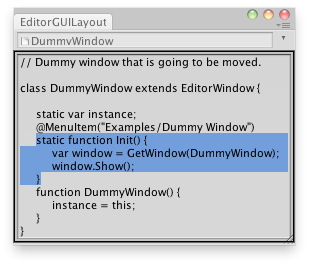 EditorGUILayout
DummyWindow
// Dummy window that is going to be moved.
class DummyWindow extends EditorWindow {
static var instance;
@MenuItem("Examples/Dummy Window")
static function Init() {
var window = GetWindow(DummyWindow);
window.Show();
}
function DummyWindow() {
instance = this;
}
}